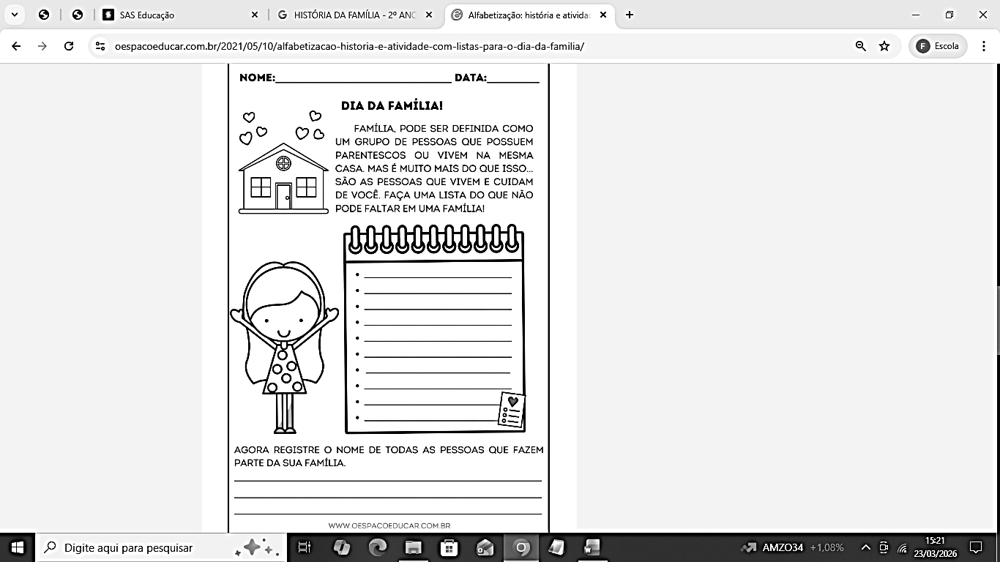 SAS Educação
HISTÓRIA DA FAMÍLIA - 2º ANO
Alfabetização: história e ativida
oespacoeducar.com.br/2021/05/10/alfabetizacao-historia-e-atividade-com-listas-para-o-dia-da-familia/
F Escola
NOME: DATA:
DIA DA FAMÍLIA!
FAMÍLIA, PODE SER DEFINIDA COMO
UM GRUPO DE PESSOAS QUE POSSUEM
PARENTESCOS OU VIVEM NA MESMA
CASA. MAS É MUITO MAIS DO QUE ISSO...
SÃO AS PESSOAS QUE VIVEM E CUIDAM
DE VOCÊ. FAÇA UMA LISTA DO QUE NÃO
PODE FALTAR EM UMA FAMÍLIA!
AGORA REGISTRE O NOME DE TODAS AS PESSOAS QUE FAZEM
PARTE DA SUA FAMÍLIA.
WWW.OESPACOEDUCAR.COM.BR
Digite aqui para pesquisar
AMZO34 +1,08%
15:21
23/03/2026